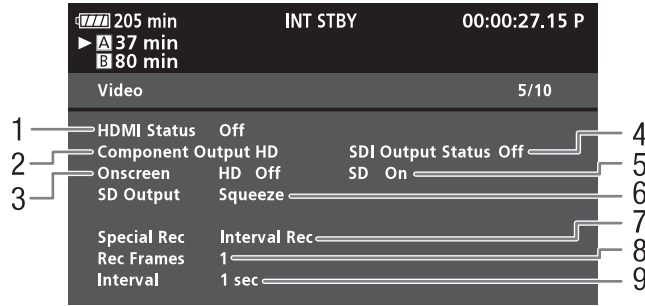 205 min INT STBY 00:00:27.15 P
A 37 min
B 80 min
Video 5/10
1 HDMI Status Off
2 Component Output HD SDI Output Status Off 4
3 Onscreen HD Off SD On 5
SD Output Squeeze 6
Special Rec Interval Rec 7
Rec Frames 1 8
Interval 1 sec 9